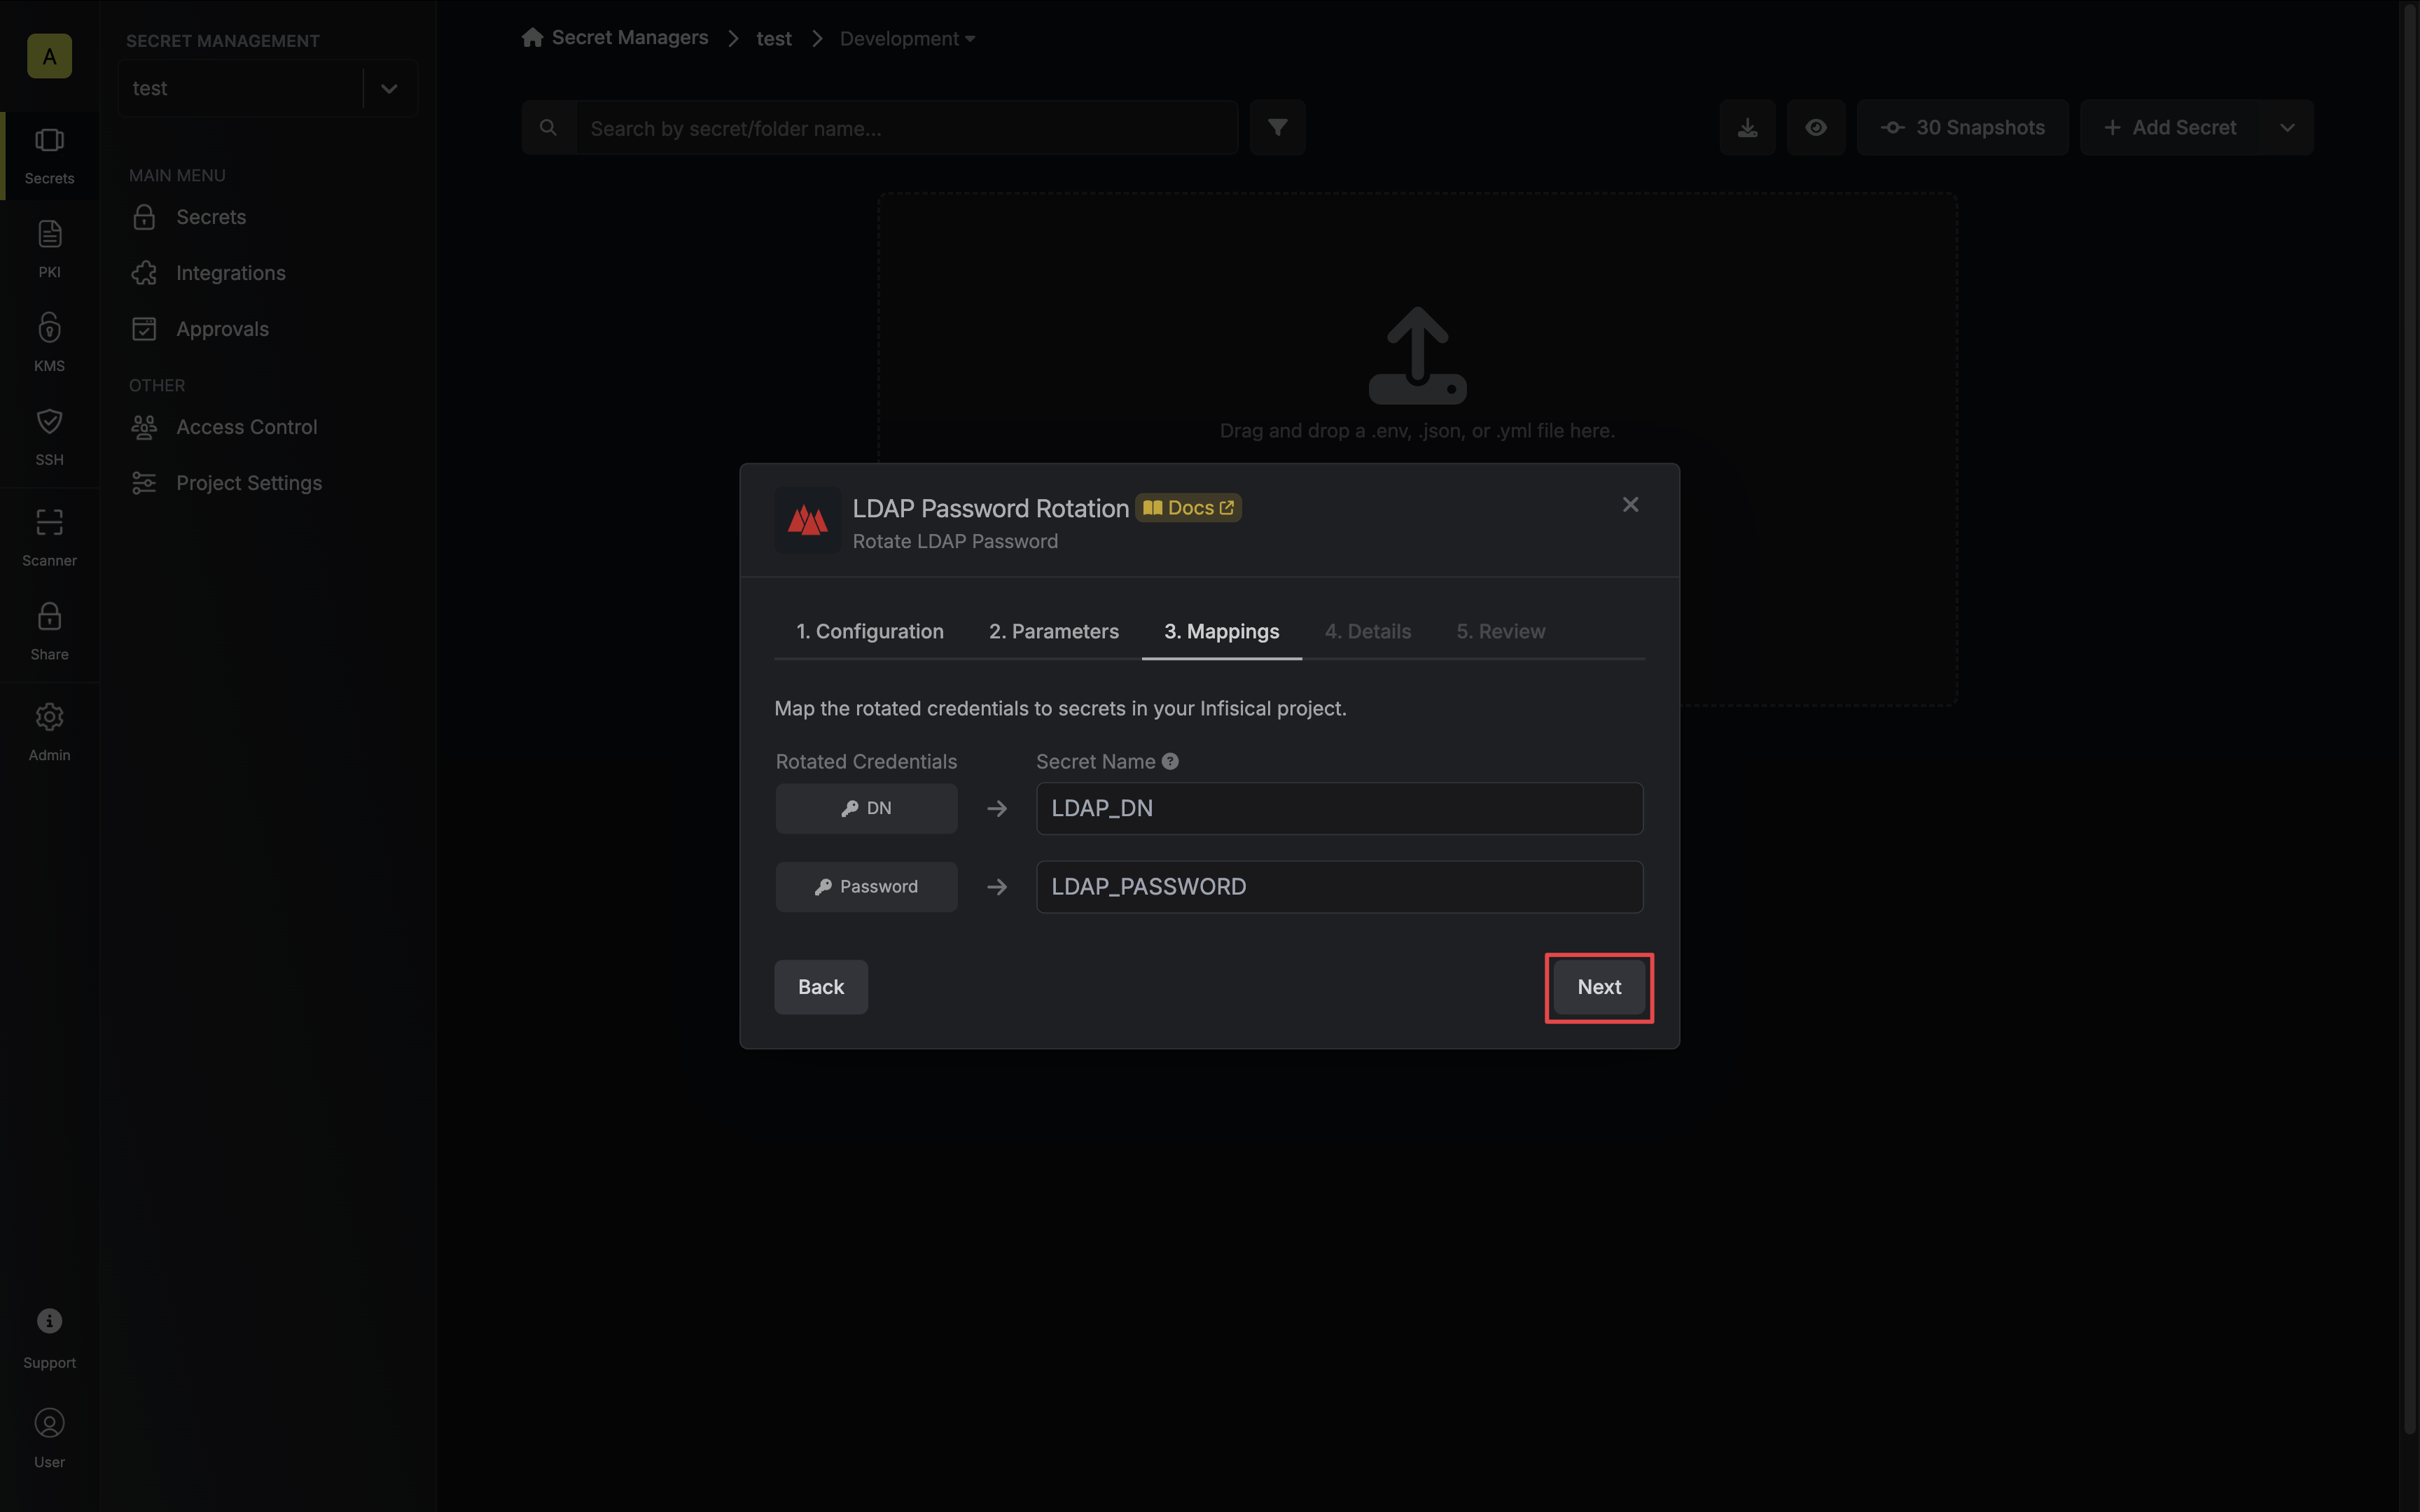 A
Secrets
PKI
KMS
SSH
Scanner
Share
Admin
Support
User
SECRET MANAGEMENT
test
MAIN MENU
Secrets
Integrations
Approvals
OTHER
Access Control
Project Settings
Secret Managers
test
Development
Search by secret/folder name...
30 Snapshots
Add Secret
Drag and drop a .env, .json, or .yml file here.
LDAP Password Rotation
Docs
Rotate LDAP Password
1. Configuration
2. Parameters
3. Mappings
4. Details
5. Review
Map the rotated credentials to secrets in your Infisical project.
Rotated Credentials
Secret Name
DN
LDAP_DN
Password
LDAP_PASSWORD
Back
Next